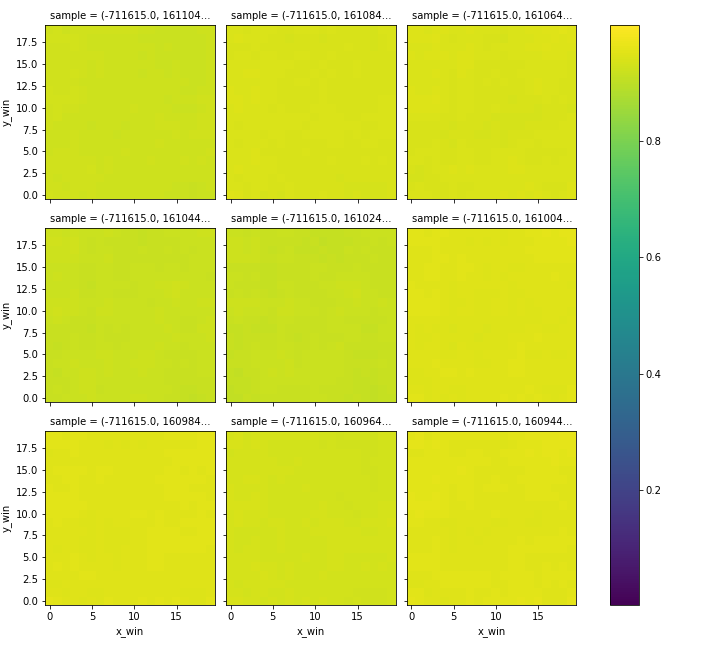 sample = (-711615.0, 161104...
sample = (-711615.0, 161084...
sample = (-711615.0, 161064...
17.5
15.0
12.5
10.0
7.5
5.0
2.5
0.0
y_win
0.8
0.6
0.4
0.2
sample = (-711615.0, 161044...
sample = (-711615.0, 161024...
sample = (-711615.0, 161004...
17.5
15.0
12.5
10.0
7.5
5.0
2.5
0.0
y_win
sample = (-711615.0, 160984...
sample = (-711615.0, 160964...
sample = (-711615.0, 160944...
17.5
15.0
12.5
10.0
7.5
5.0
2.5
0.0
y_win
0 5 10 15
0 5 10 15
0 5 10 15
x_win
x_win
x_win